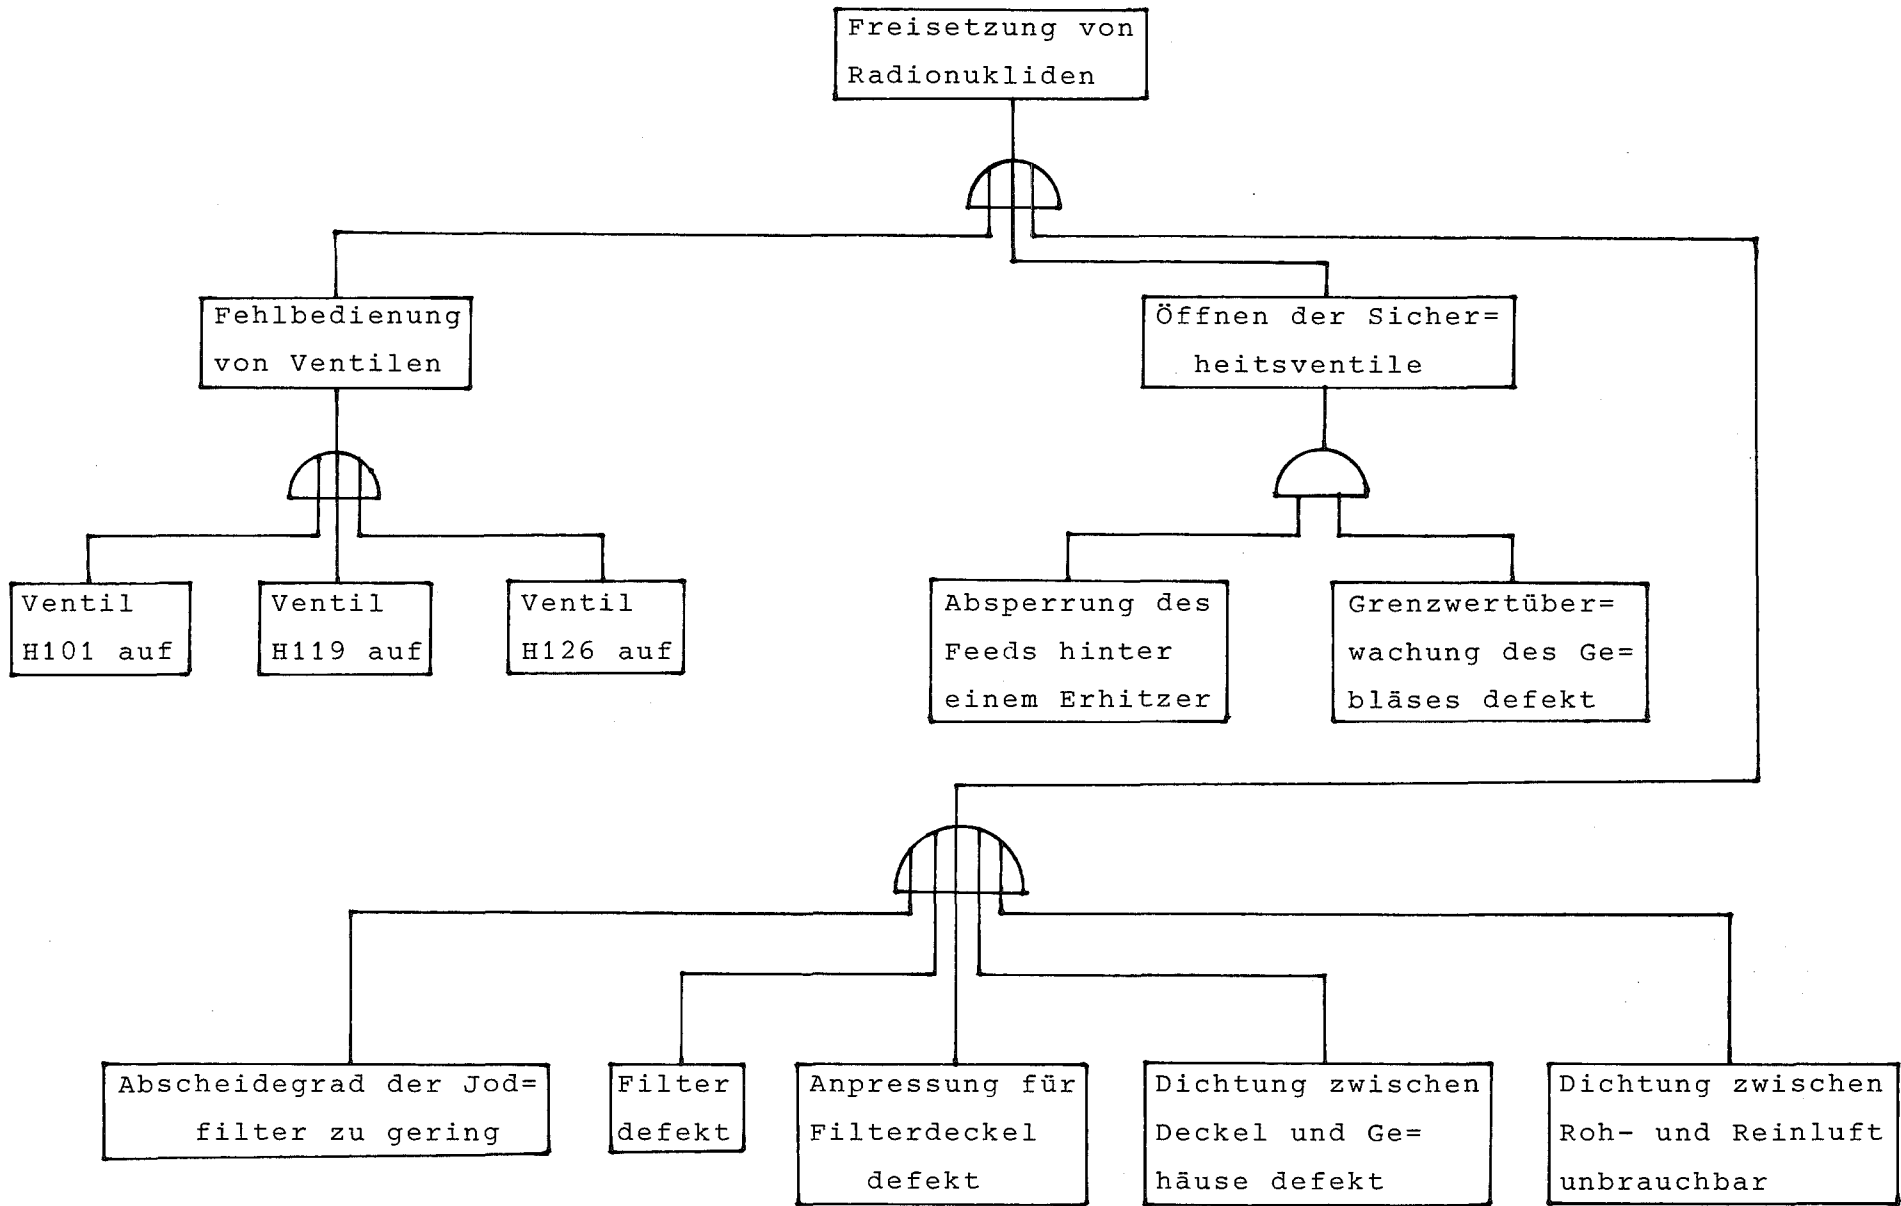 Freisetzung von
Radionukliden
Fehlbedienung
von Ventilen
Öffnen der Sicher=
heitsventile
Ventil
H101 auf
Ventil
H119 auf
Ventil
H126 auf
Absperrung des
Feeds hinter
einem Erhitzer
Grenzwertüber=
wachung des Ge=
bläses defekt
Abscheidegrad der Jod=
filter zu gering
Filter
defekt
Anpressung für
Filterdeckel
defekt
Dichtung zwischen
Deckel und Ge=
häuse defekt
Dichtung zwischen
Roh- und Reinluft
unbrauchbar